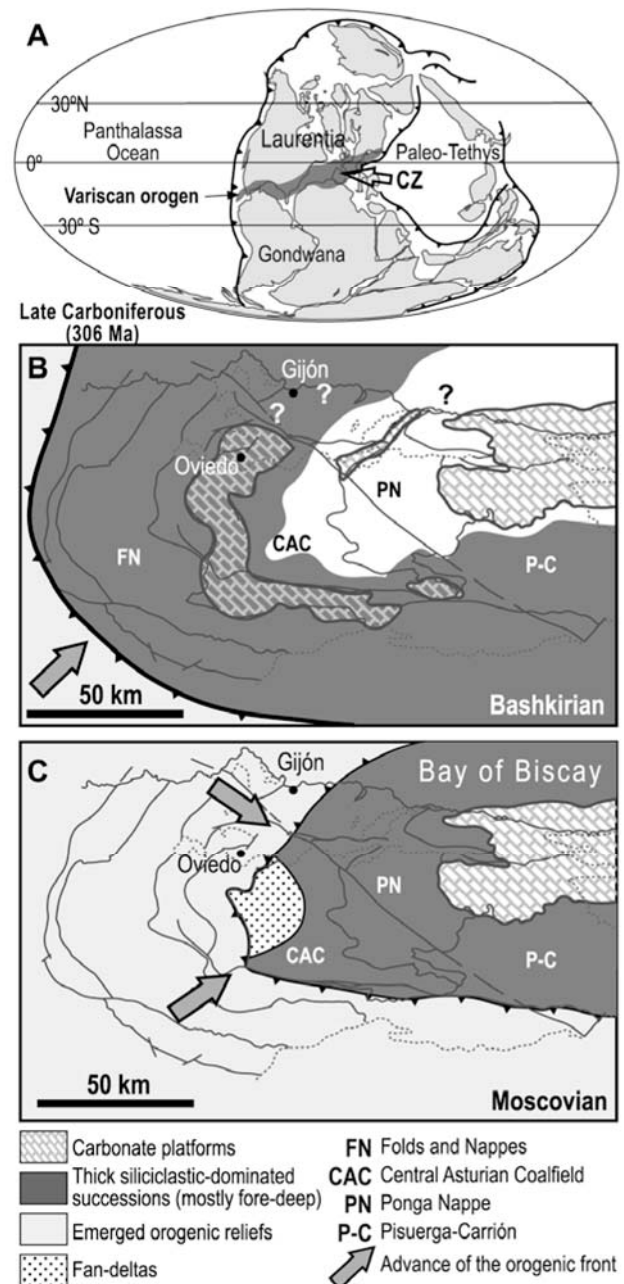 A
30ºN
Panthalassa
Ocean
Laurentia
Paleo-Tethys
0º
CZ
Variscan orogen
30º S
Gondwana
Late Carboniferous
(306 Ma)
B
Gijón
?
?
?
Oviedo
PN
CAC
FN
P-C
50 km
Bashkirian
C
Gijón
Bay of Biscay
Oviedo
PN
CAC
P-C
50 km
Moscovian
Carbonate platforms
Thick siliciclastic-dominated
successions (mostly fore-deep)
Emerged orogenic reliefs
Fan-deltas
FN Folds and Nappes
CAC Central Asturian Coalfield
PN Ponga Nappe
P-C Pisuerga-Carrión
Advance of the orogenic front